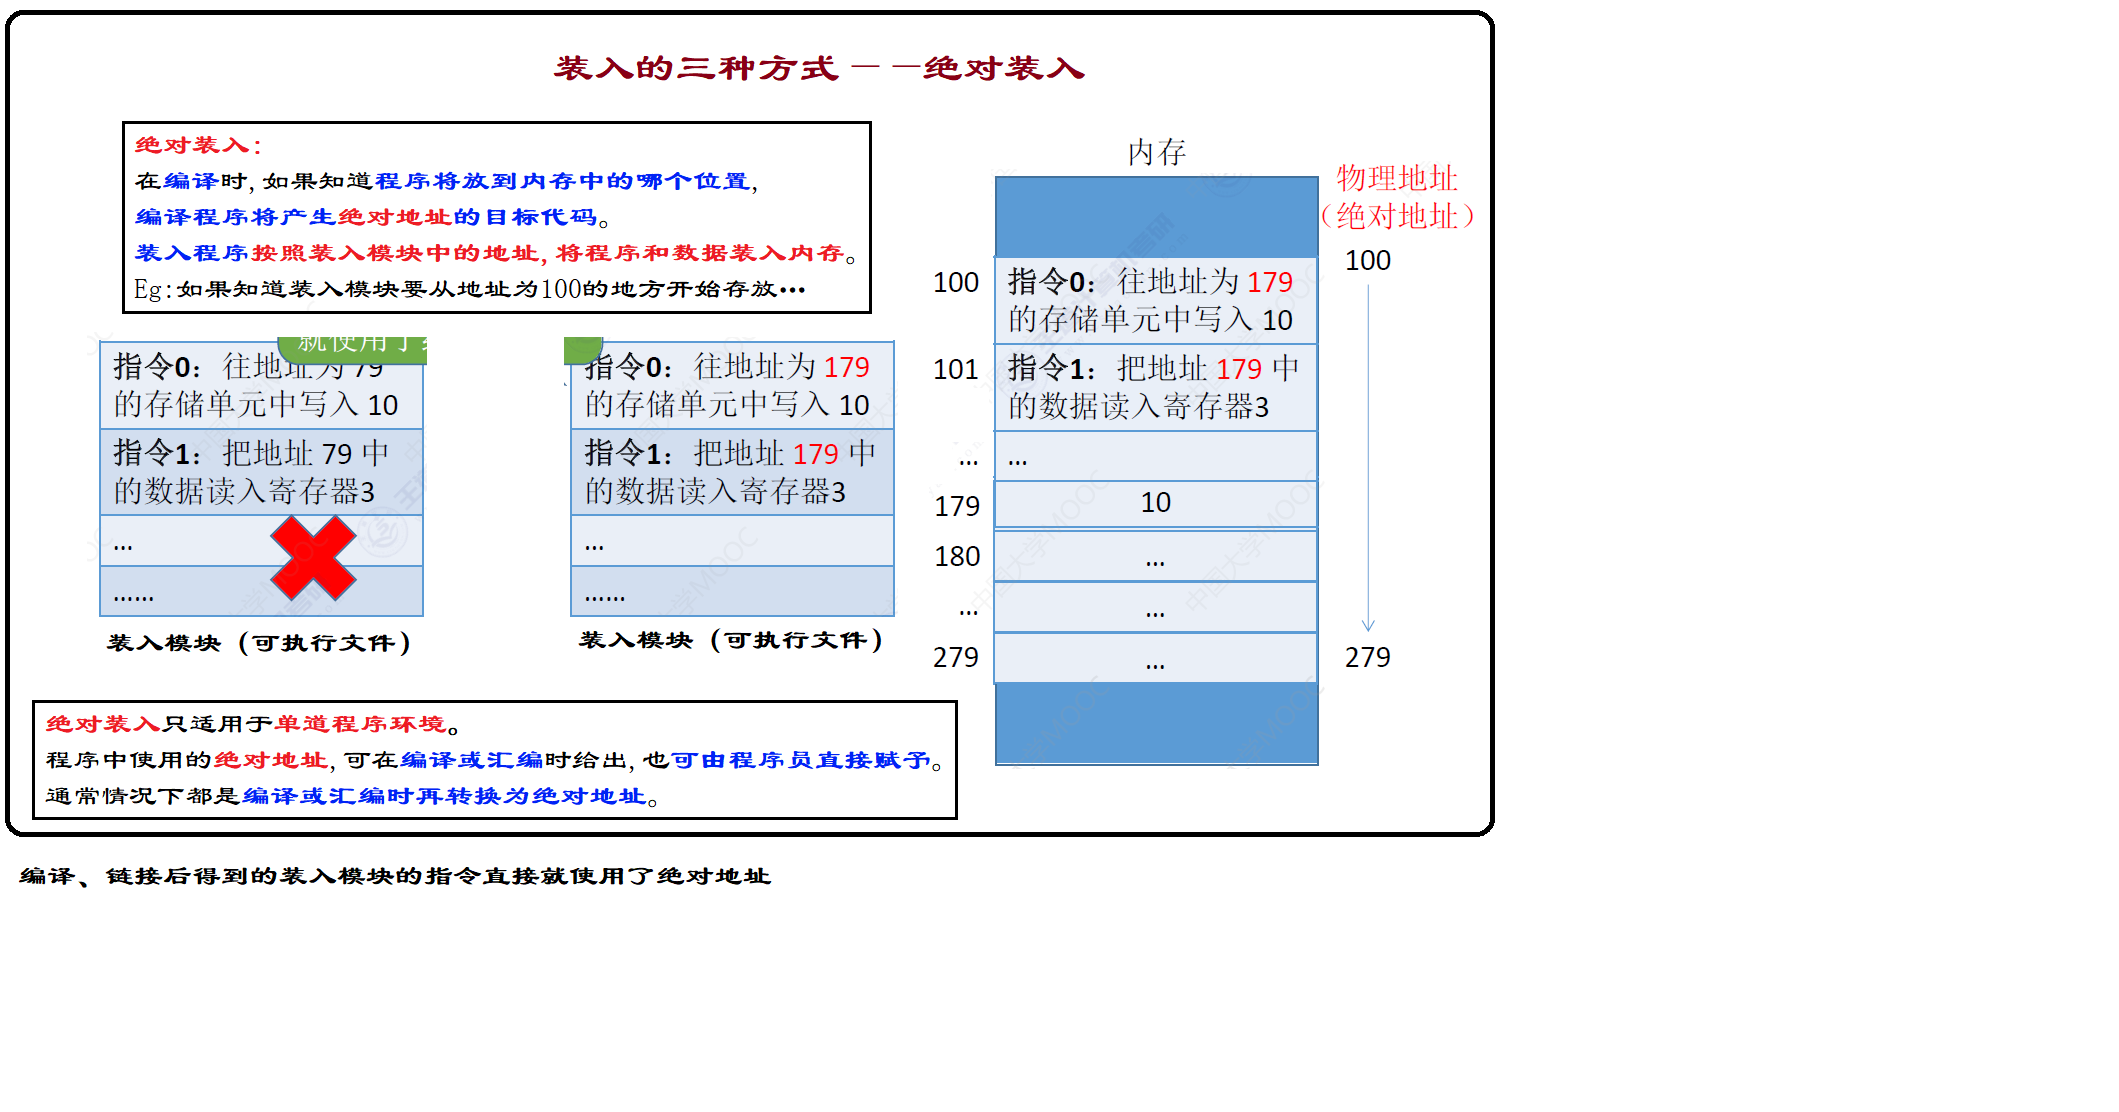 装入的三种方式——绝对装入
绝对装入:
在编译时,如果知道程序将放到内存中的哪个位置,
编译程序将产生绝对地址的目标代码。
装入程序按照装入模块中的地址,将程序和数据装入内存。
Eg:如果知道装入模块要从地址为100的地方开始存放…
就使用了
指令0：往地址为 79
的存储单元中写入 10
指令1：把地址 79 中
的数据读入寄存器3
...
......
装入模块（可执行文件）
指令0：往地址为 179
的存储单元中写入 10
指令1：把地址 179 中
的数据读入寄存器3
...
......
装入模块（可执行文件）
内存
物理地址
（绝对地址）
100
100
指令0：往地址为 179
的存储单元中写入 10
101
指令1：把地址 179 中
的数据读入寄存器3
...
...
179
10
180
...
...
...
279
...
279
绝对装入只适用于单道程序环境。
程序中使用的绝对地址,可在编译或汇编时给出,也可由程序员直接赋予。
通常情况下都是编译或汇编时再转换为绝对地址。
编译、链接后得到的装入模块的指令直接就使用了绝对地址